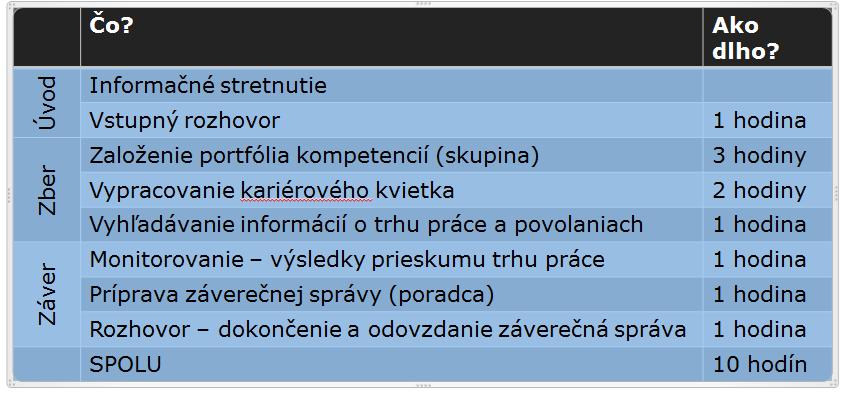 Čo? Ako dlho?
Úvod
Informačné stretnutie
Vstupný rozhovor 1 hodina
Zber
Založenie portfólia kompetencií (skupina) 3 hodiny
Vypracovanie kariérového kvietka 2 hodiny
Vyhľadávanie informácií o trhu práce a povolaniach 1 hodina
Záver
Monitorovanie – výsledky prieskumu trhu práce 1 hodina
Príprava záverečnej správy (poradca) 1 hodina
Rozhovor – dokončenie a odovzdanie záverečná správa 1 hodina
SPOLU 10 hodín